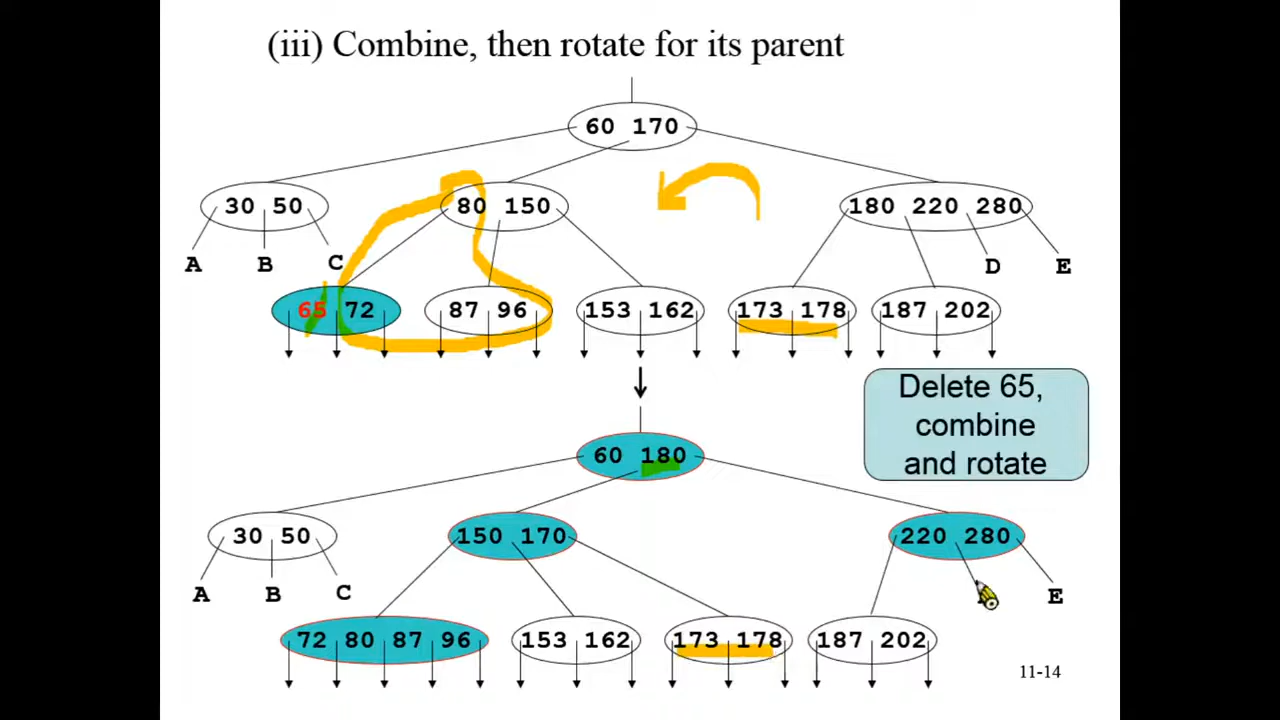 (iii) Combine, then rotate for its parent
60 170
30 50
80 150
180 220 280
A B C
D E
65 72
87 96
153 162
173 178
187 202
Delete 65,
combine
and rotate
60 180
30 50
150 170
220 280
A B C
E
72 80 87 96
153 162
173 178
187 202
11-14